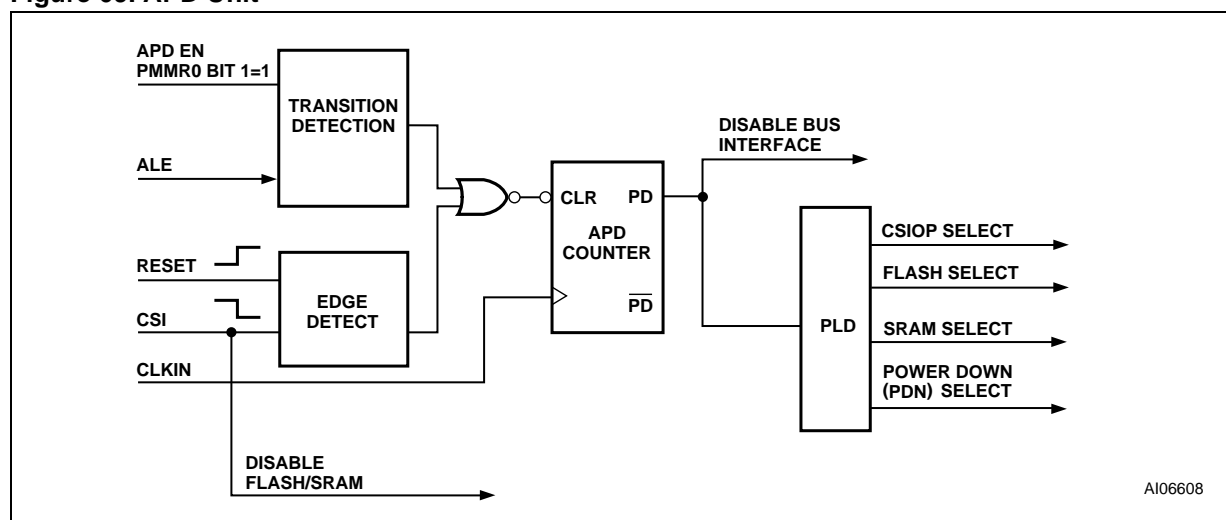 Figure APD Unit
APD EN
PMMR0 BIT 1=1
TRANSITION
DETECTION
ALE
RESET
CSI
EDGE
DETECT
CLKIN
DISABLE
FLASH/SRAM
CLR PD
APD
COUNTER
PD
DISABLE BUS
INTERFACE
PLD
CSIOP SELECT
FLASH SELECT
SRAM SELECT
POWER DOWN
(PDN) SELECT
AI06608